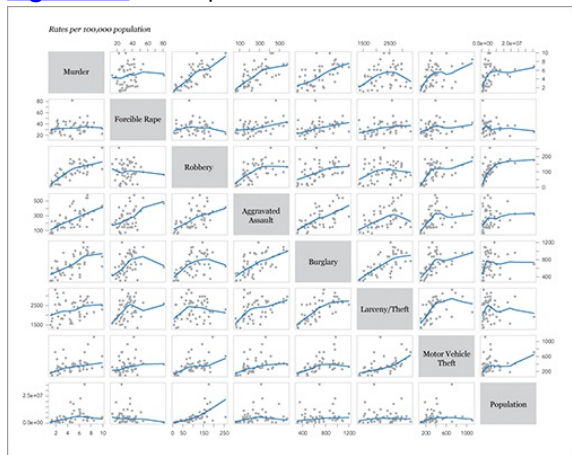 Rates per 100,000 population
20 40 60 80 100 300 500 1500 2500 0.0e+00 2.0e+07
10
8
Murder 6
4
2
80
60
Forcible Rape
40
20
200
Robbery
100
0
500
Aggravated
300
Assault
100
1200
Burglary 800
400
2500
Larceny/Theft
1500
1000
Motor Vehicle
600
Theft
200
2.5e+07
Population
0.0e+00
2 4 6 8 10 0 50 150 250 400 800 1200 200 600 1000